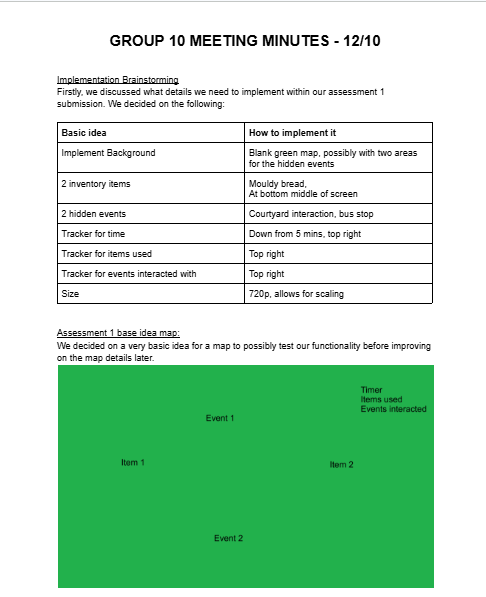 GROUP 10 MEETING MINUTES - 12/10
Implementation Brainstorming
Firstly, we discussed what details we need to implement within our assessment 1
submission. We decided on the following:
Basic idea
How to implement it
Implement Background
Blank green map, possibly with two areas
for the hidden events
2 inventory items
Mouldy bread,
At bottom middle of screen
2 hidden events
Courtyard interaction, bus stop
Tracker for time
Down from 5 mins, top right
Tracker for items used
Top right
Tracker for events interacted with
Top right
Size
720p, allows for scaling
Assessment 1 base idea map:
We decided on a very basic idea for a map to possibly test our functionality before improving
on the map details later.
Timer
Items used
Events interacted
Event 1
Item 1
Item 2
Event 2